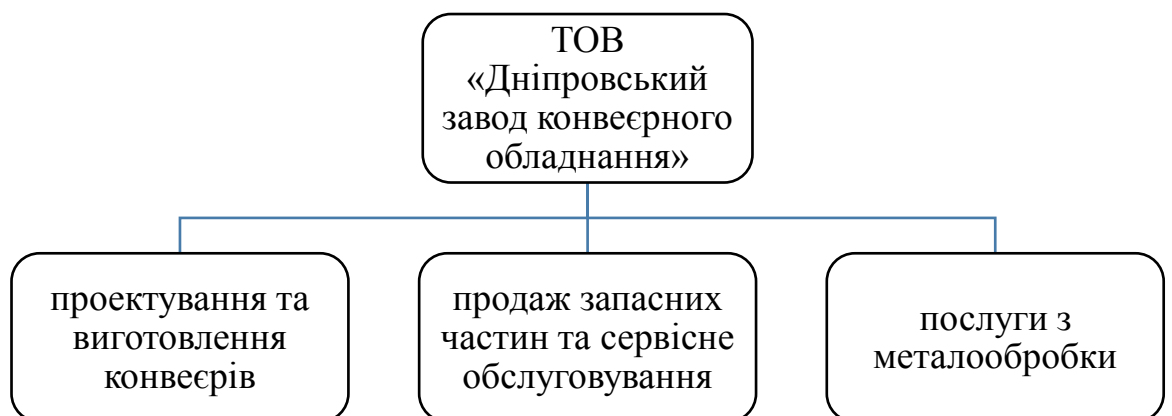 ТОВ
«Дніпровський
завод конвеєрного
обладнання»
проектування та
виготовлення
конвеєрів
продаж запасних
частин та сервісне
обслуговування
послуги з
металообробки